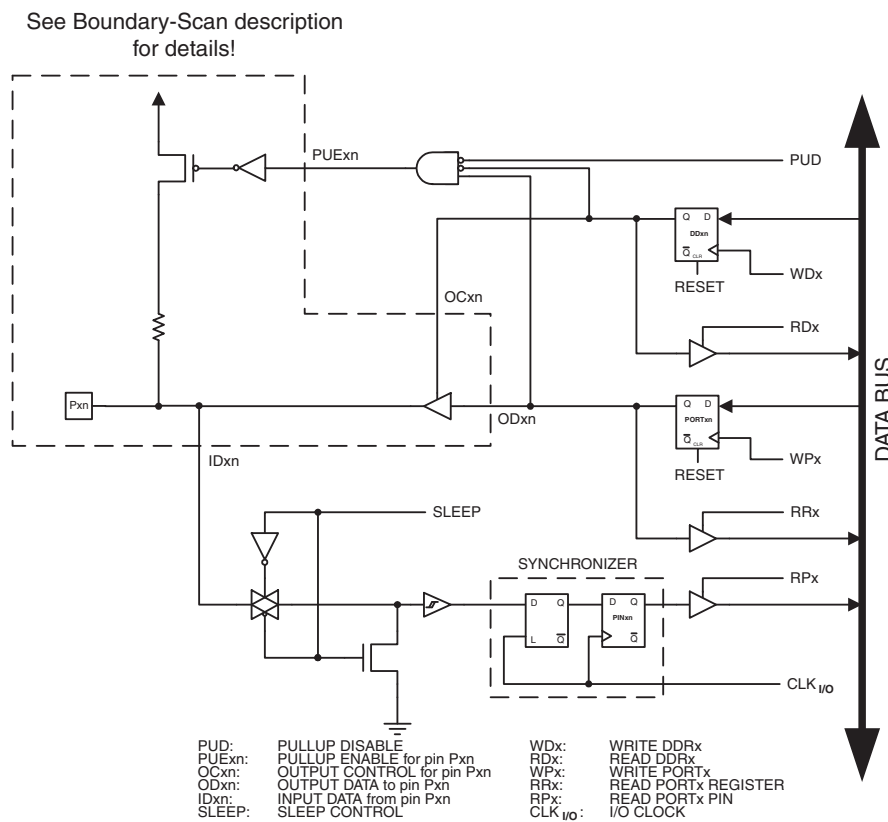 See Boundary-Scan description
for details!
PUExn
PUD
Q D
DDxn
Q
CLR
WDx
RESET
OCxn
RDx
Pxn
ODxn
Q D
PORTxn
Q
CLR
WPx
RESET
IDxn
SLEEP
RRx
SYNCHRONIZER
RPx
D Q
L Q
D Q
PINxn
Q
CLK I/O
DATA BUS
PUD: PULLUP DISABLE
PUExn: PULLUP ENABLE for pin Pxn
OCxn: OUTPUT CONTROL for pin Pxn
ODxn: OUTPUT DATA to pin Pxn
IDxn: INPUT DATA from pin Pxn
SLEEP: SLEEP CONTROL
WDx: WRITE DDRx
RDx: READ DDRx
WPx: WRITE PORTx
RRx: READ PORTx REGISTER
RPx: READ PORTx PIN
CLK I/O: I/O CLOCK